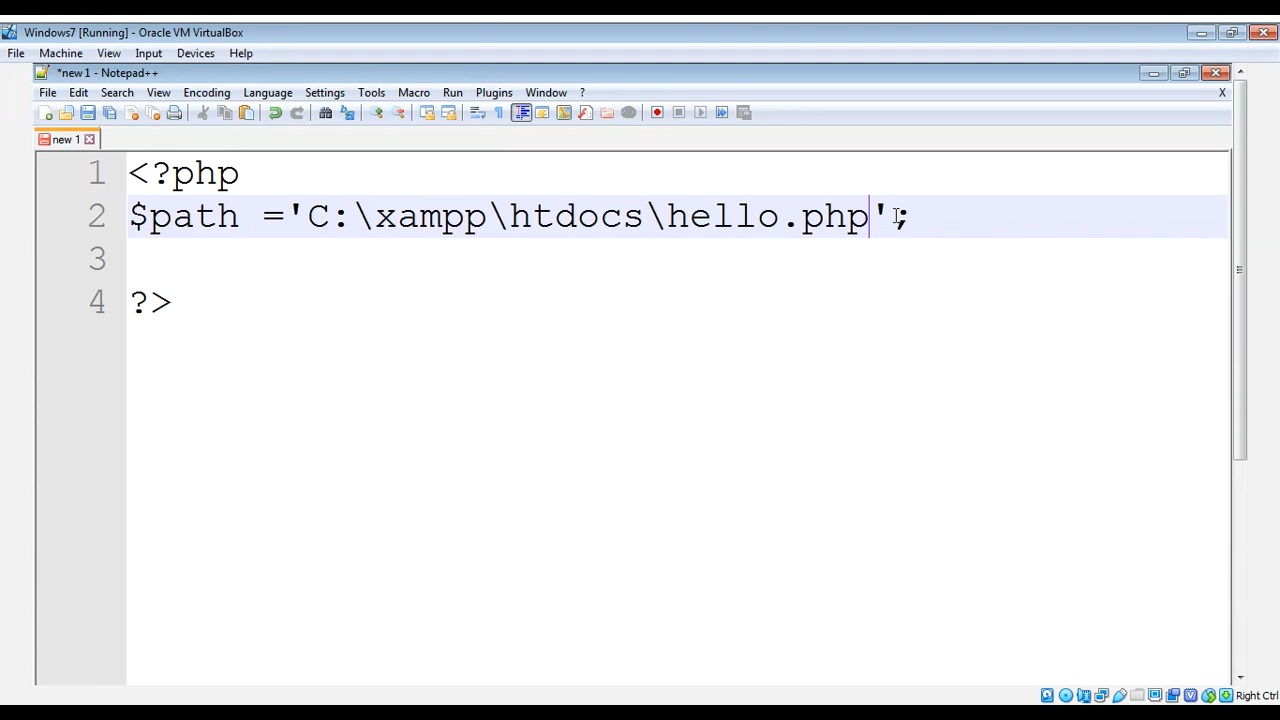 Windows7 [Running] - Oracle VM VirtualBox
File Machine View Input Devices Help
*new 1 - Notepad++
File Edit Search View Encoding Language Settings Tools Macro Run Plugins Window ? X
new 1
1 <?php
2 $path ='C:\xampp\htdocs\hello.php';
3
4 ?>
Right Ctrl